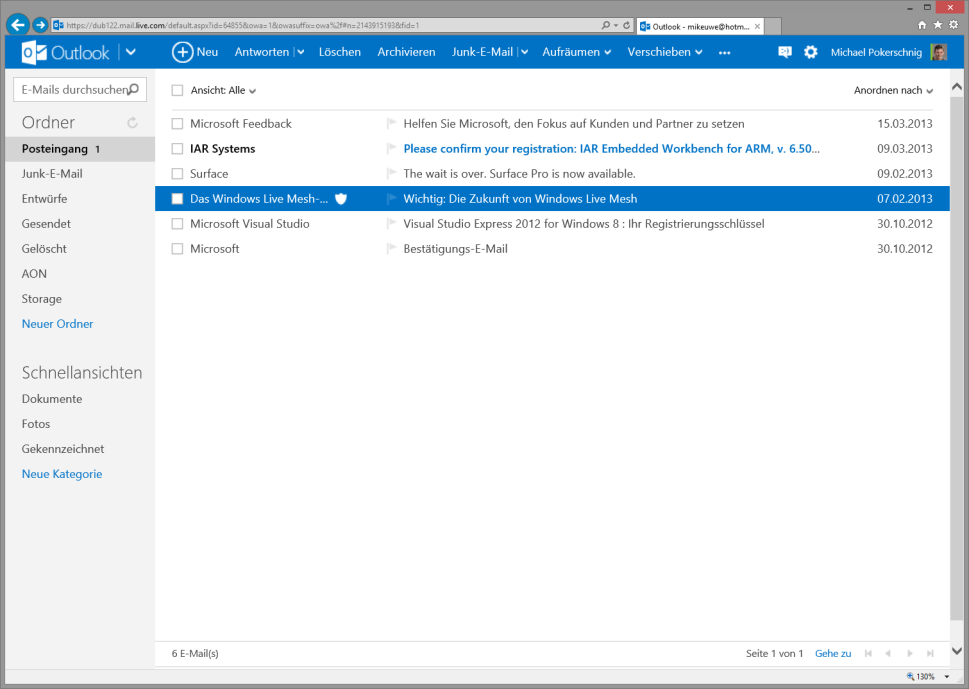 https://dub122.mail.live.com/default.aspx?id=64855&owa=1&owasuffix=owa%2f#n=2143915193&fid=1
Outlook - mikeuwe@hotm...
Outlook
Neu Antworten Löschen Archivieren Junk-E-Mail Aufräumen Verschieben ••• Michael Pokerschnig
E-Mails durchsuchen
Ansicht: Alle Anordnen nach
Ordner
Posteingang 1
Junk-E-Mail
Entwürfe
Gesendet
Gelöscht
AON
Storage
Neuer Ordner
Schnellansichten
Dokumente
Fotos
Gekennzeichnet
Neue Kategorie
Microsoft Feedback Helfen Sie Microsoft, den Fokus auf Kunden und Partner zu setzen 15.03.2013
IAR Systems Please confirm your registration: IAR Embedded Workbench for ARM, v. 6.50... 09.03.2013
Surface The wait is over. Surface Pro is now available. 09.02.2013
Das Windows Live Mesh-... Wichtig: Die Zukunft von Windows Live Mesh 07.02.2013
Microsoft Visual Studio Visual Studio Express 2012 for Windows 8 : Ihr Registrierungsschlüssel 30.10.2012
Microsoft Bestätigungs-E-Mail 30.10.2012
6 E-Mail(s) Seite 1 von 1 Gehe zu
130%